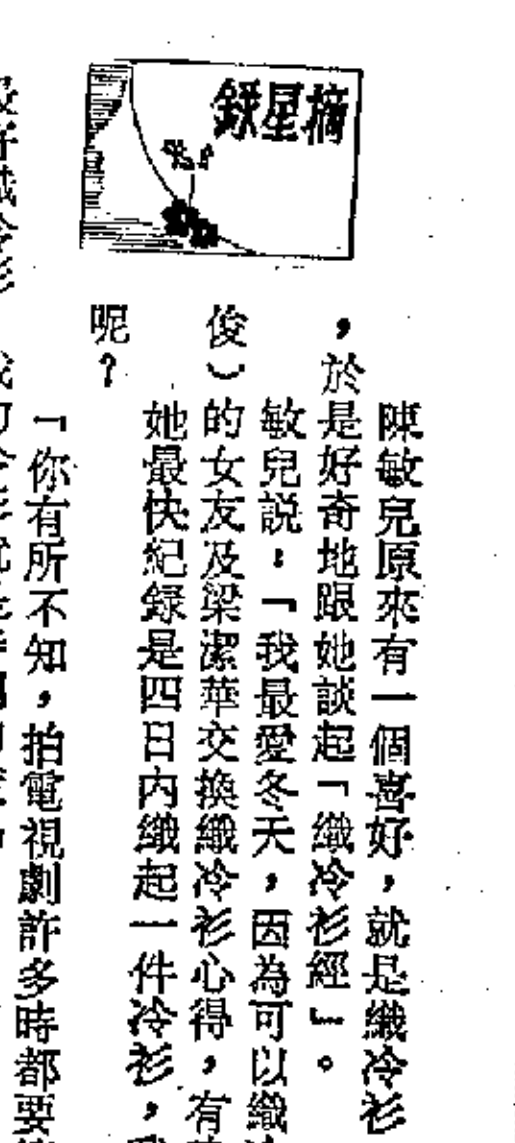 摘星錄
陳敏兒原來有一個喜好，就是織冷衫
，於是好奇地跟她談起「織冷衫經」。
敏兒説：「我最愛冬天，因為可以織
俊）的女友及梁潔華交換織冷衫心得，有
她最快紀錄是四日內織起一件冷衫，
呢？
「你有所不知，拍電視劇許多時都要